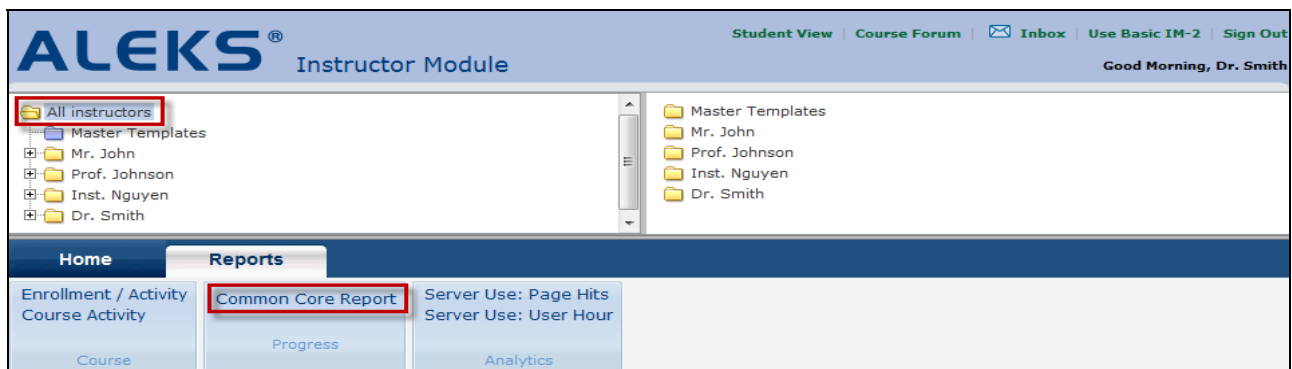 ALEKS® Instructor Module
Student View | Course Forum | Inbox | Use Basic IM-2 | Sign Out
Good Morning, Dr. Smith
All instructors
Master Templates
Mr. John
Prof. Johnson
Inst. Nguyen
Dr. Smith
Master Templates
Mr. John
Prof. Johnson
Inst. Nguyen
Dr. Smith
Home
Reports
Enrollment / Activity
Course Activity
Course
Common Core Report
Progress
Server Use: Page Hits
Server Use: User Hour
Analytics